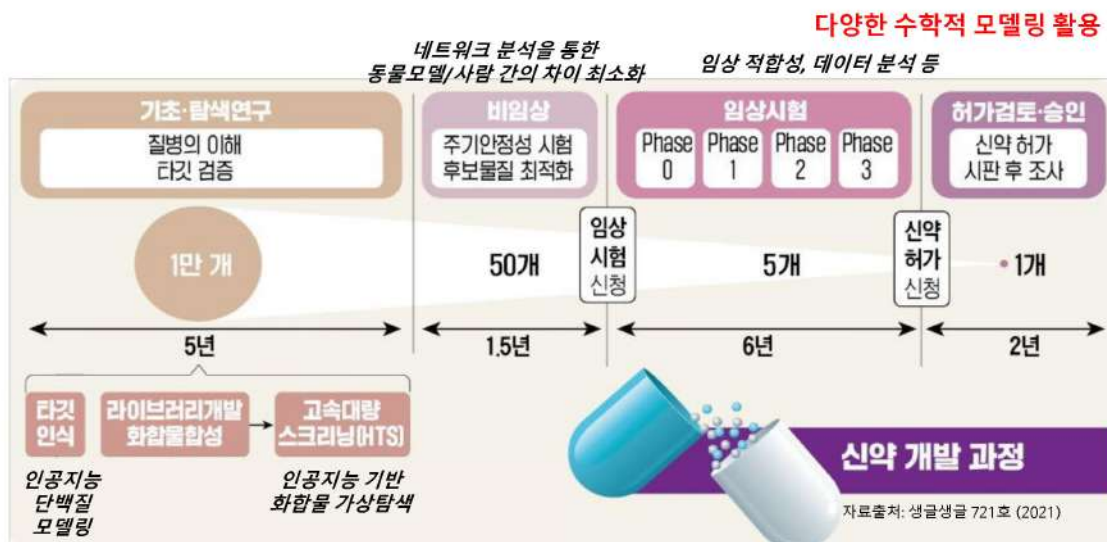 다양한 수학적 모델링 활용
네트워크 분석을 통한
동물모델/사람 간의 차이 최소화
임상 적합성, 데이터 분석 등
기초·탐색연구
질병의 이해
타깃 검증
비임상
주기안정성 시험
후보물질 최적화
임상시험
Phase
0
Phase
1
Phase
2
Phase
3
허가검토·승인
신약 허가
시판 후 조사
1만 개
50개
임상
시험
신청
5개
신약
허가
신청
1개
5년
1.5년
6년
2년
타깃
인식
라이브러리개발
화합물합성
고속대량
스크리닝(HTS)
인공지능
단백질
모델링
인공지능 기반
화합물 가상탐색
신약 개발 과정
자료출처: 생글생글 721호 (2021)